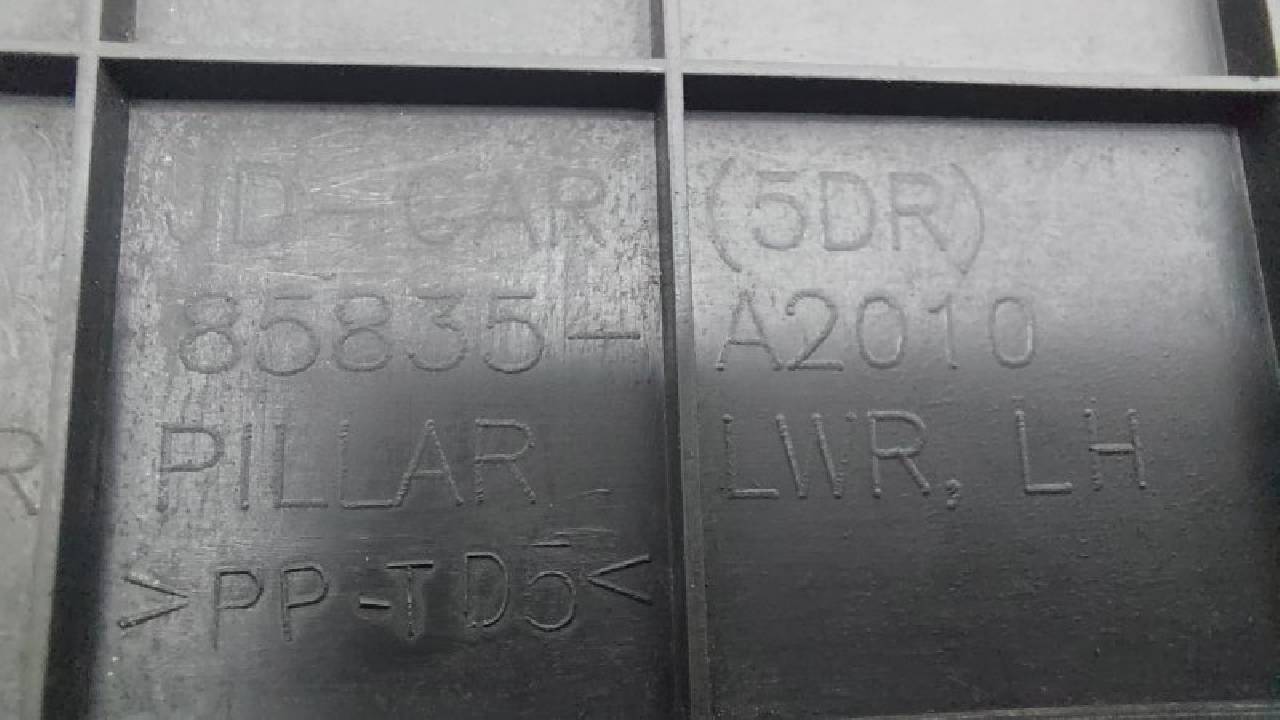 JD-CAR (5DR)
85835-A2010
R PILLAR LWR, LH
>PP-TD5<